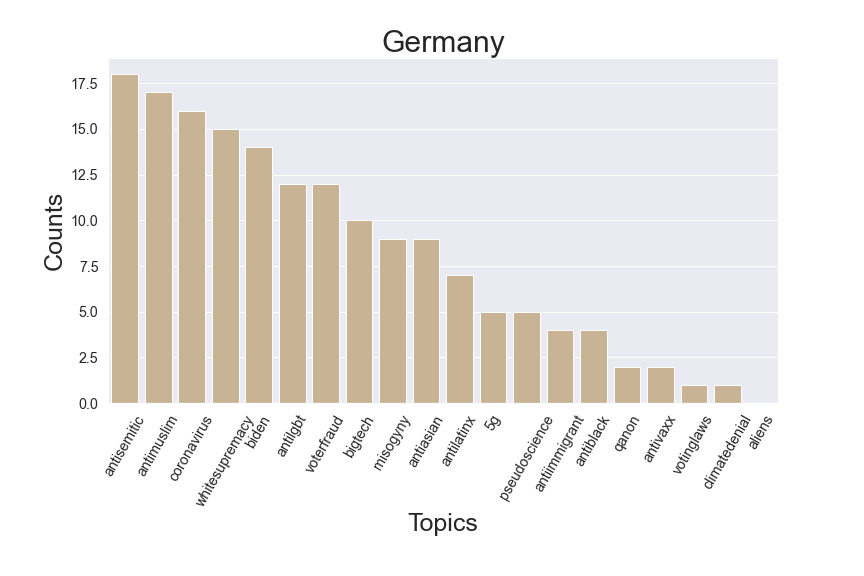 Germany
Counts
17.5
15.0
12.5
10.0
7.5
5.0
2.5
0.0
antisemitic
antimuslim
coronavirus
whitesupremacy
biden
antilgbt
voterfraud
bigtech
misogyny
antiasian
antilatinx
5g
pseudoscience
antiimmigrant
antiblack
qanon
antivaxx
votinglaws
climatedenial
aliens
Topics